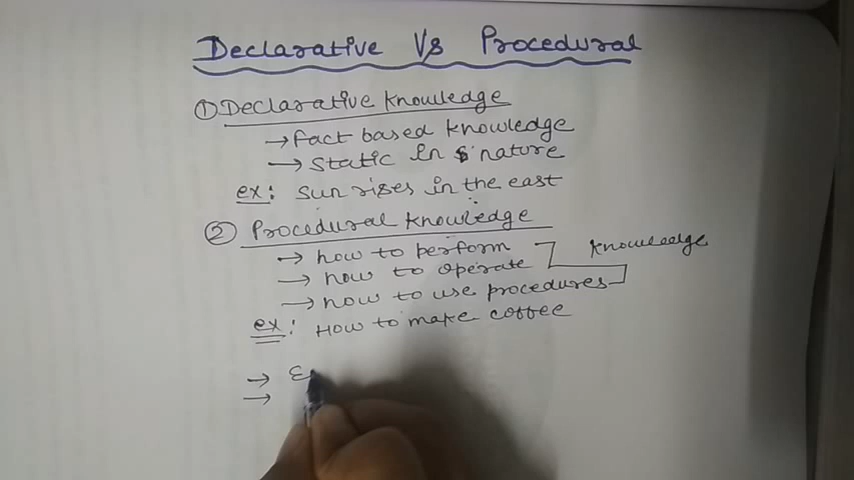 Declarative Vs Procedural
① Declarative knowledge
→ fact based knowledge
→ static in nature
ex: sun rises in the east
② Procedural knowledge
→ how to perform
→ how to operate
knowledge
→ how to use procedures
ex: How to make coffee
→ E
→